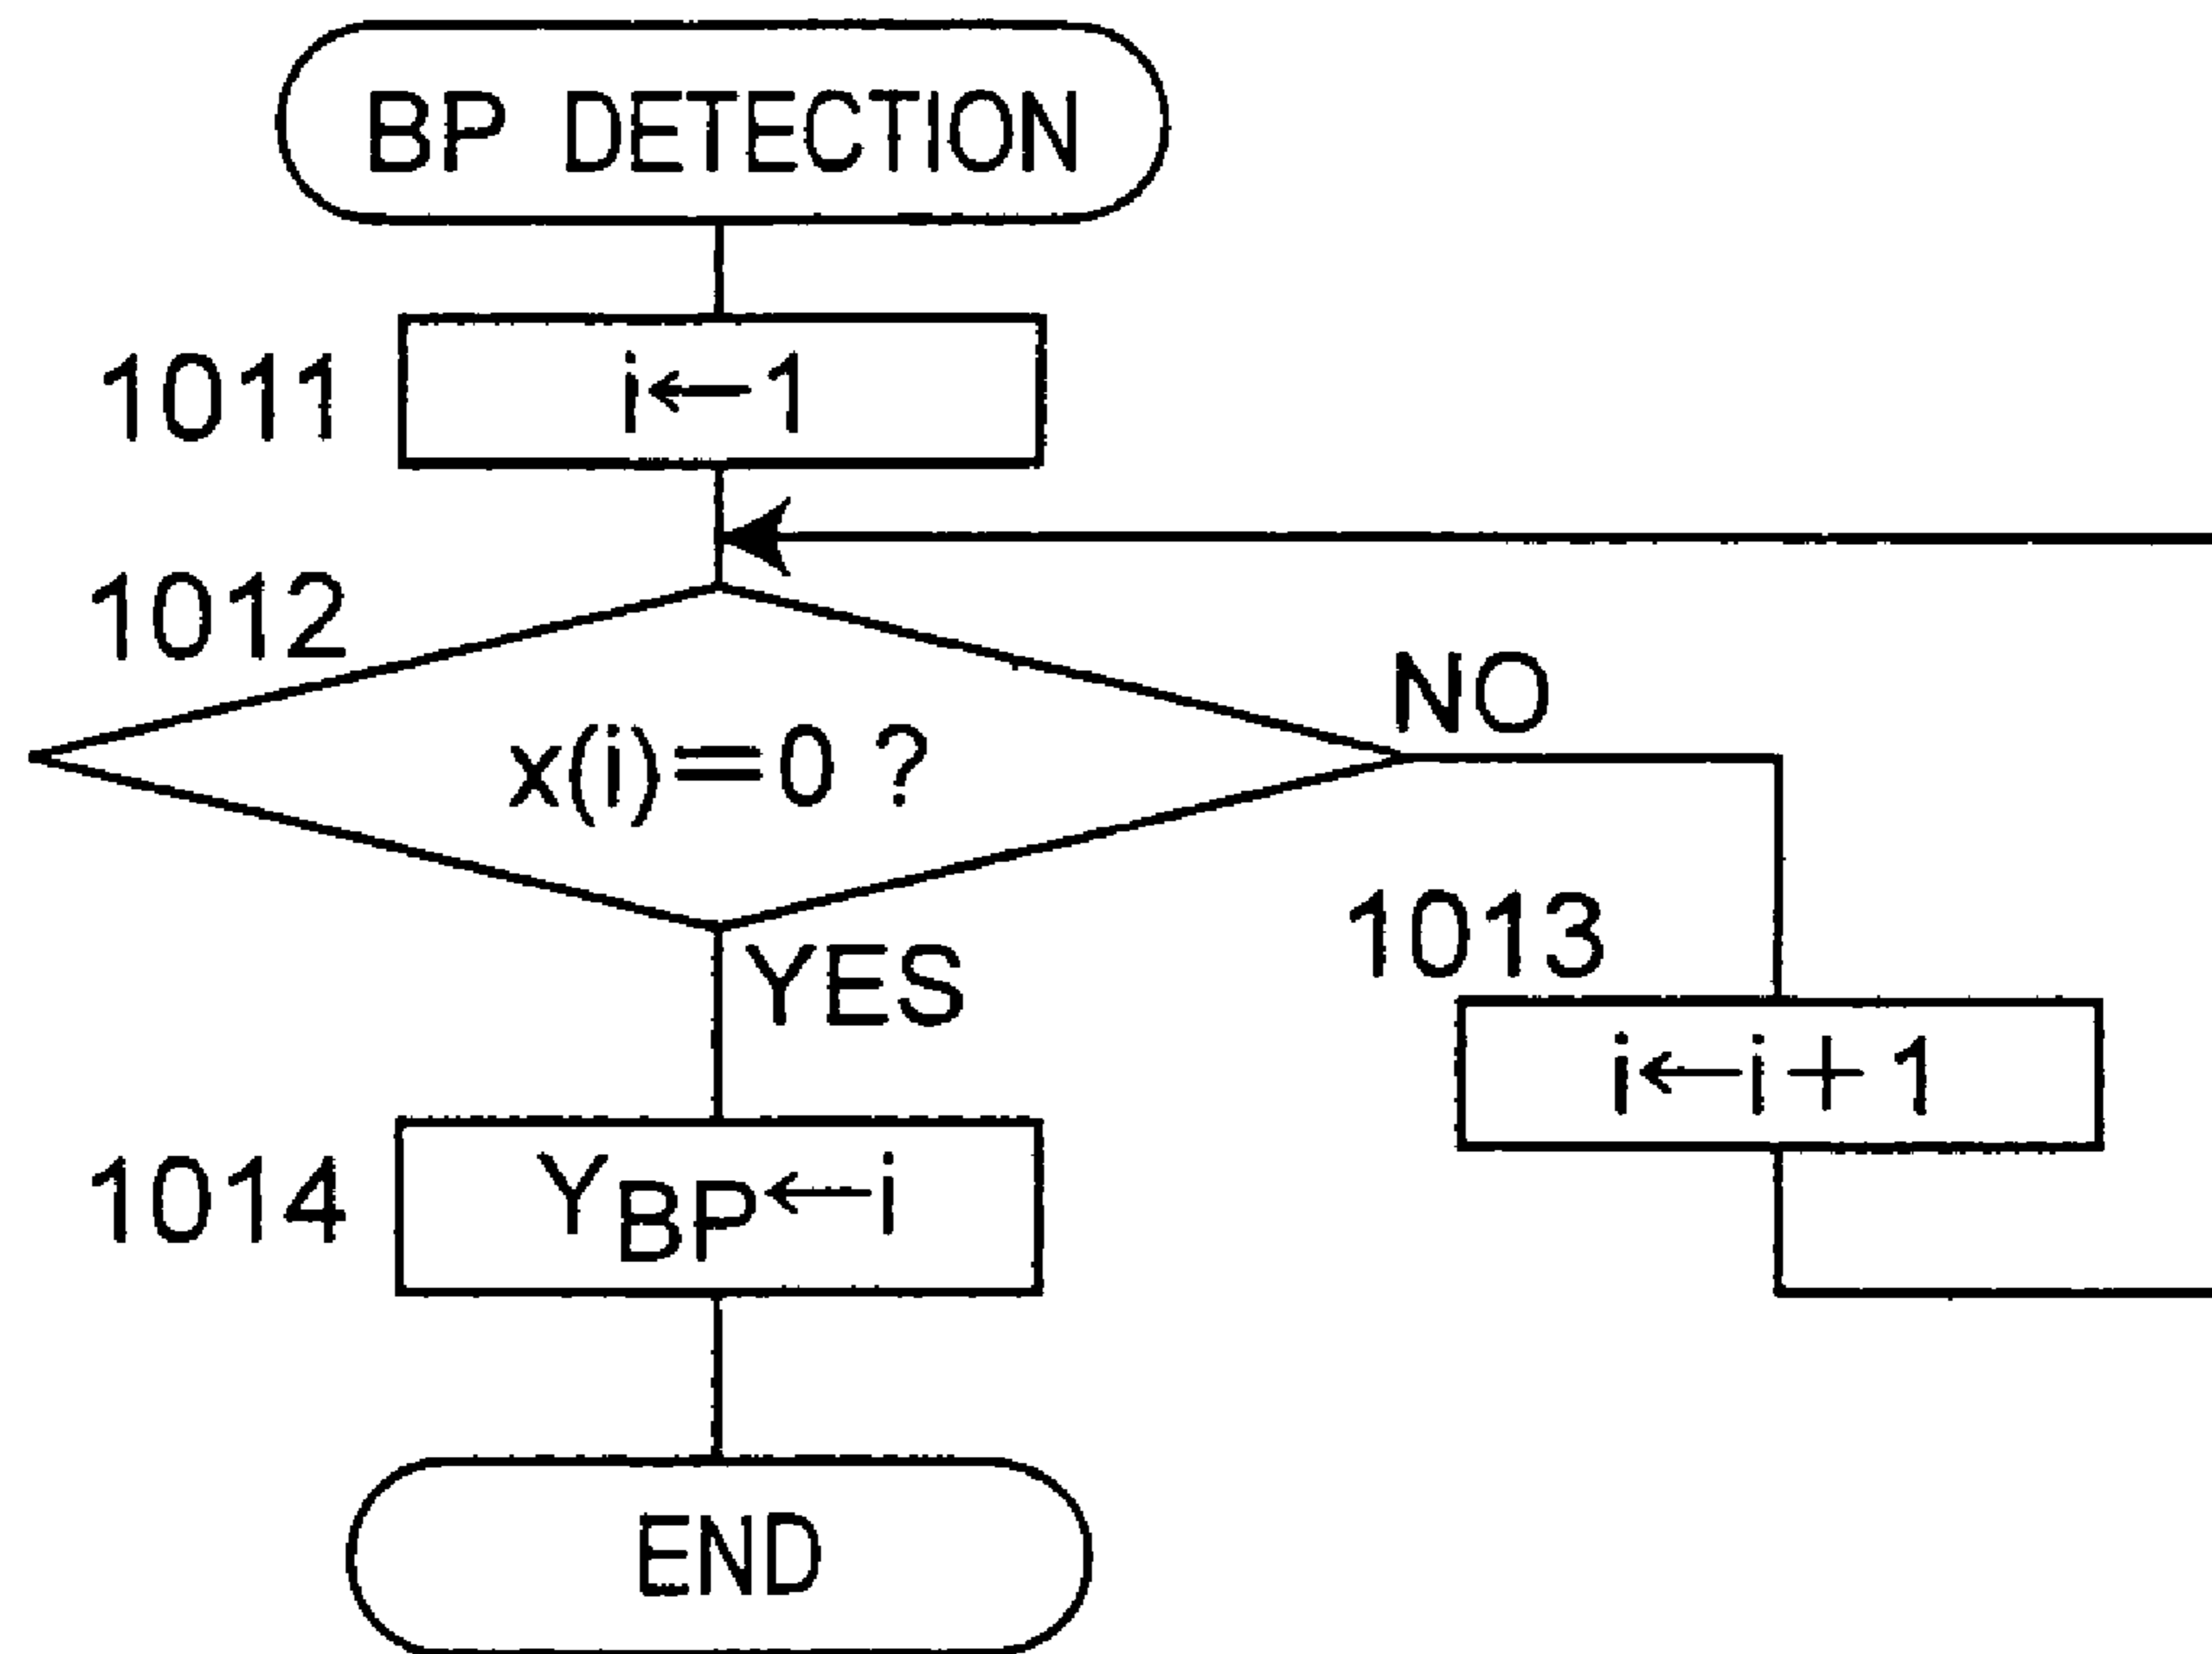 BP DETECTION
1011
i←1
1012
x(i)=0 ?
NO
YES
1013
i←i+1
1014
YBP←i
END